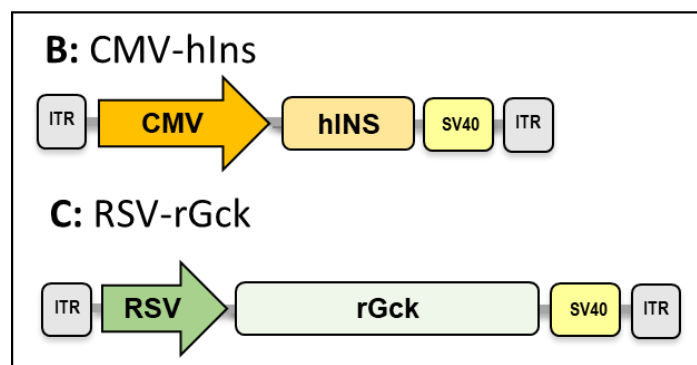 B: CMV-hIns
ITR CMV hINS SV40 ITR
C: RSV-rGck
ITR RSV rGck SV40 ITR